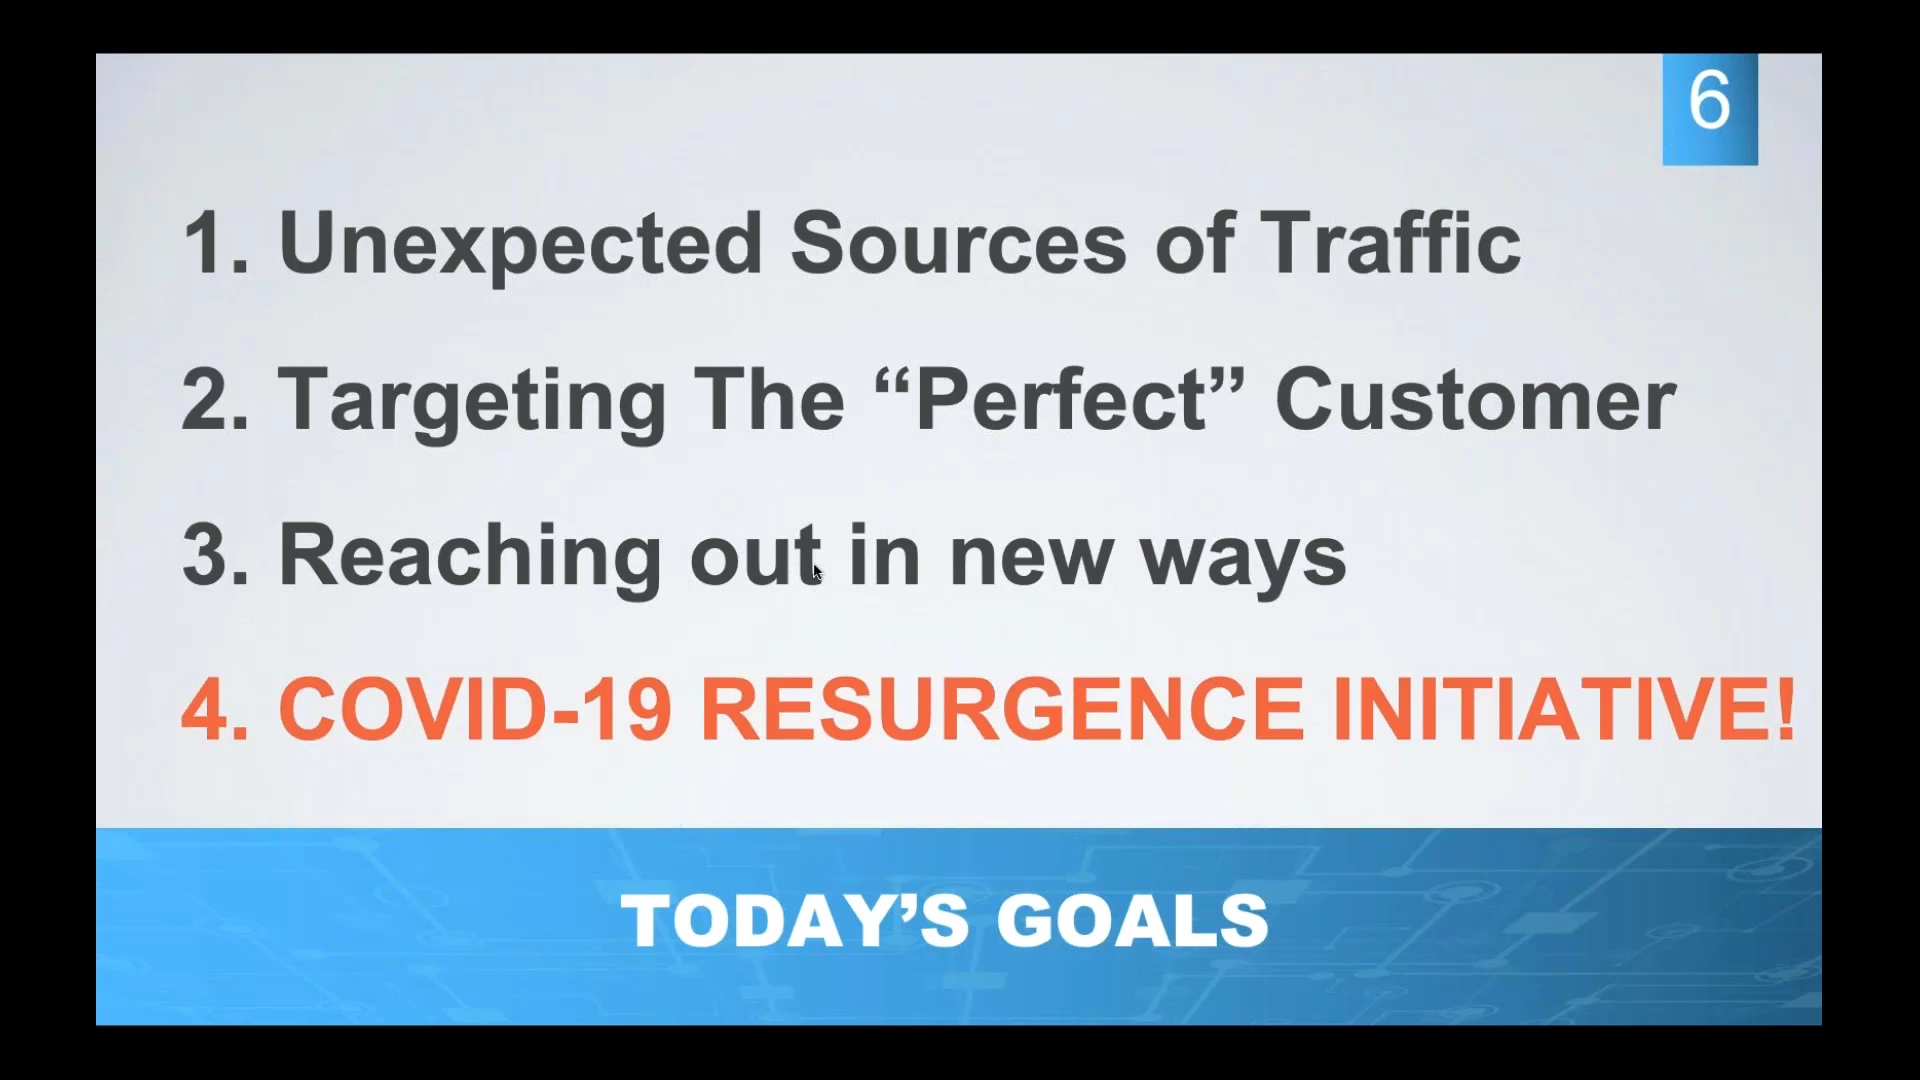 6
1. Unexpected Sources of Traffic
2. Targeting The “Perfect” Customer
3. Reaching out in new ways
4. COVID-19 RESURGENCE INITIATIVE!
TODAY’S GOALS